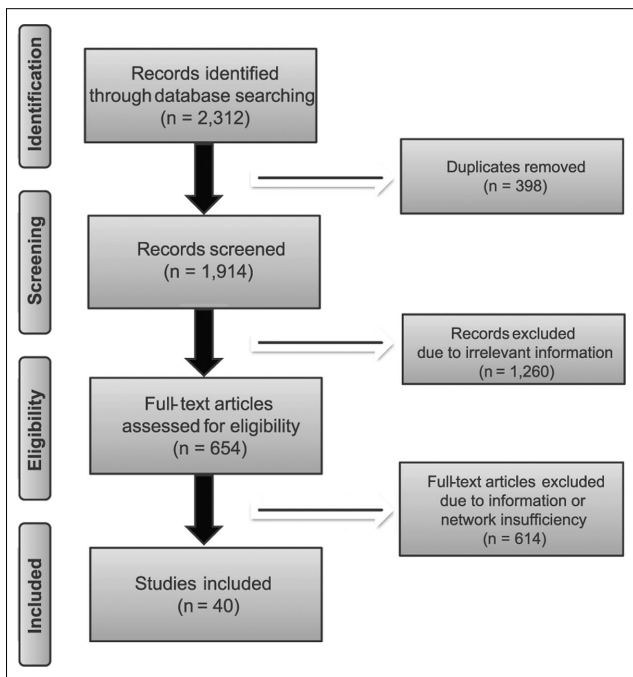 Identification
Records identified
through database searching
(n = 2,312)
Duplicates removed
(n = 398)
Screening
Records screened
(n = 1,914)
Records excluded
due to irrelevant information
(n = 1,260)
Eligibility
Full-text articles
assessed for eligibility
(n = 654)
Full-text articles excluded
due to information or
network insufficiency
(n = 614)
Included
Studies included
(n = 40)